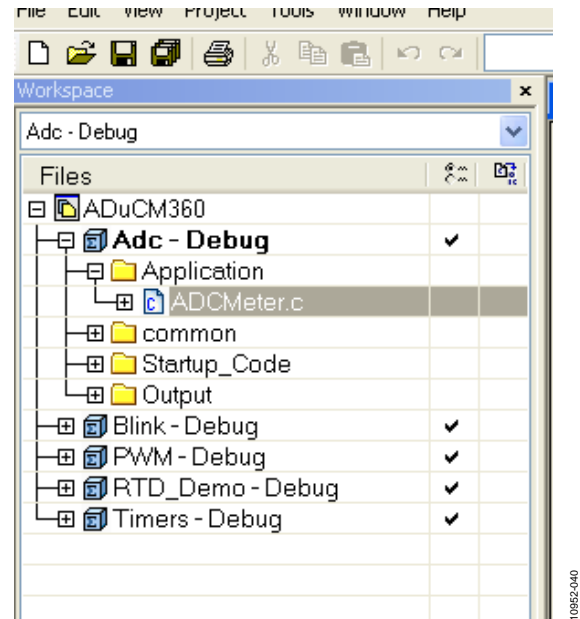 File Edit View Project Tools Window Help
Workspace
Adc - Debug
Files
ADuCM360
Adc - Debug
Application
ADCMeter.c
common
Startup_Code
Output
Blink - Debug
PWM - Debug
RTD_Demo - Debug
Timers - Debug
10952-040